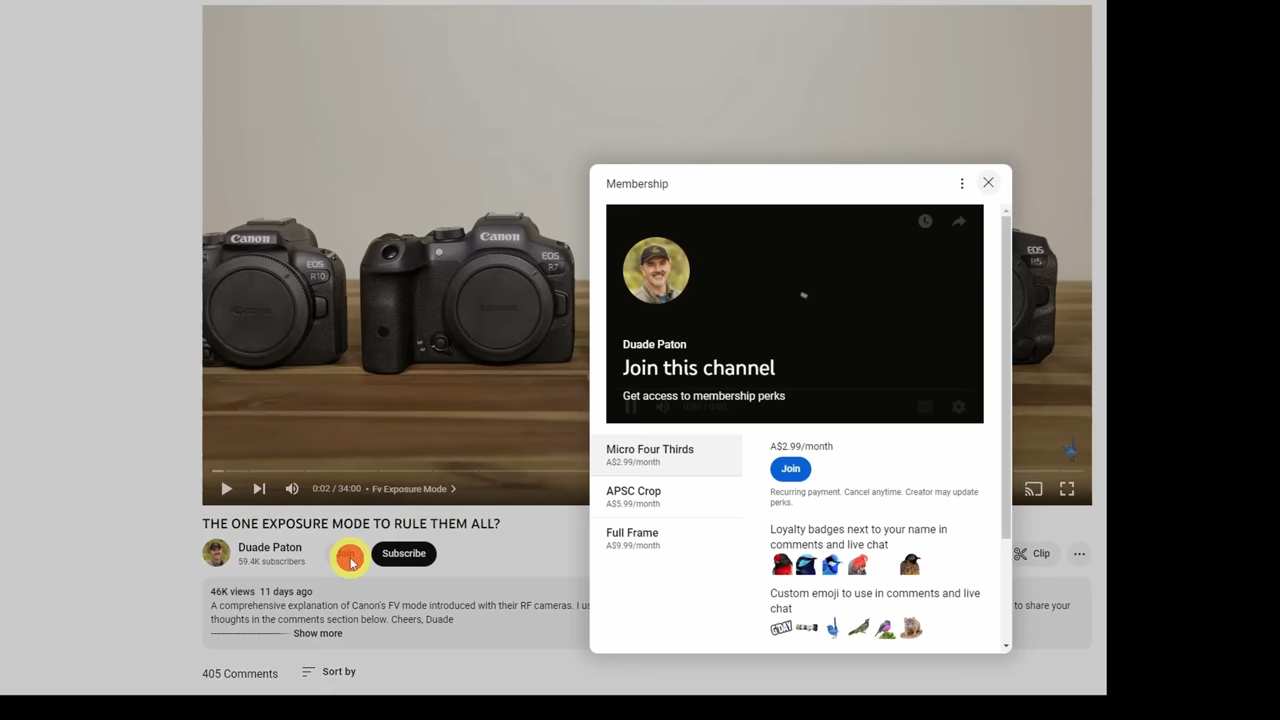 Canon
EOS
R10
Canon
EOS
R7
EOS
R5
0:02 / 34:00 • Fv Exposure Mode
THE ONE EXPOSURE MODE TO RULE THEM ALL?
Duade Paton
59.4K subscribers
Join
Subscribe
Clip
46K views 11 days ago
A comprehensive explanation of Canon's FV mode introduced with their RF cameras. I us
to share your
thoughts in the comments section below. Cheers, Duade
Show more
405 Comments
Sort by
Membership
Duade Paton
Join this channel
Get access to membership perks
Micro Four Thirds
A$2.99/month
APSC Crop
A$5.99/month
Full Frame
A$9.99/month
A$2.99/month
Join
Recurring payment. Cancel anytime. Creator may update
perks.
Loyalty badges next to your name in
comments and live chat
Custom emoji to use in comments and live
chat
G'DAY